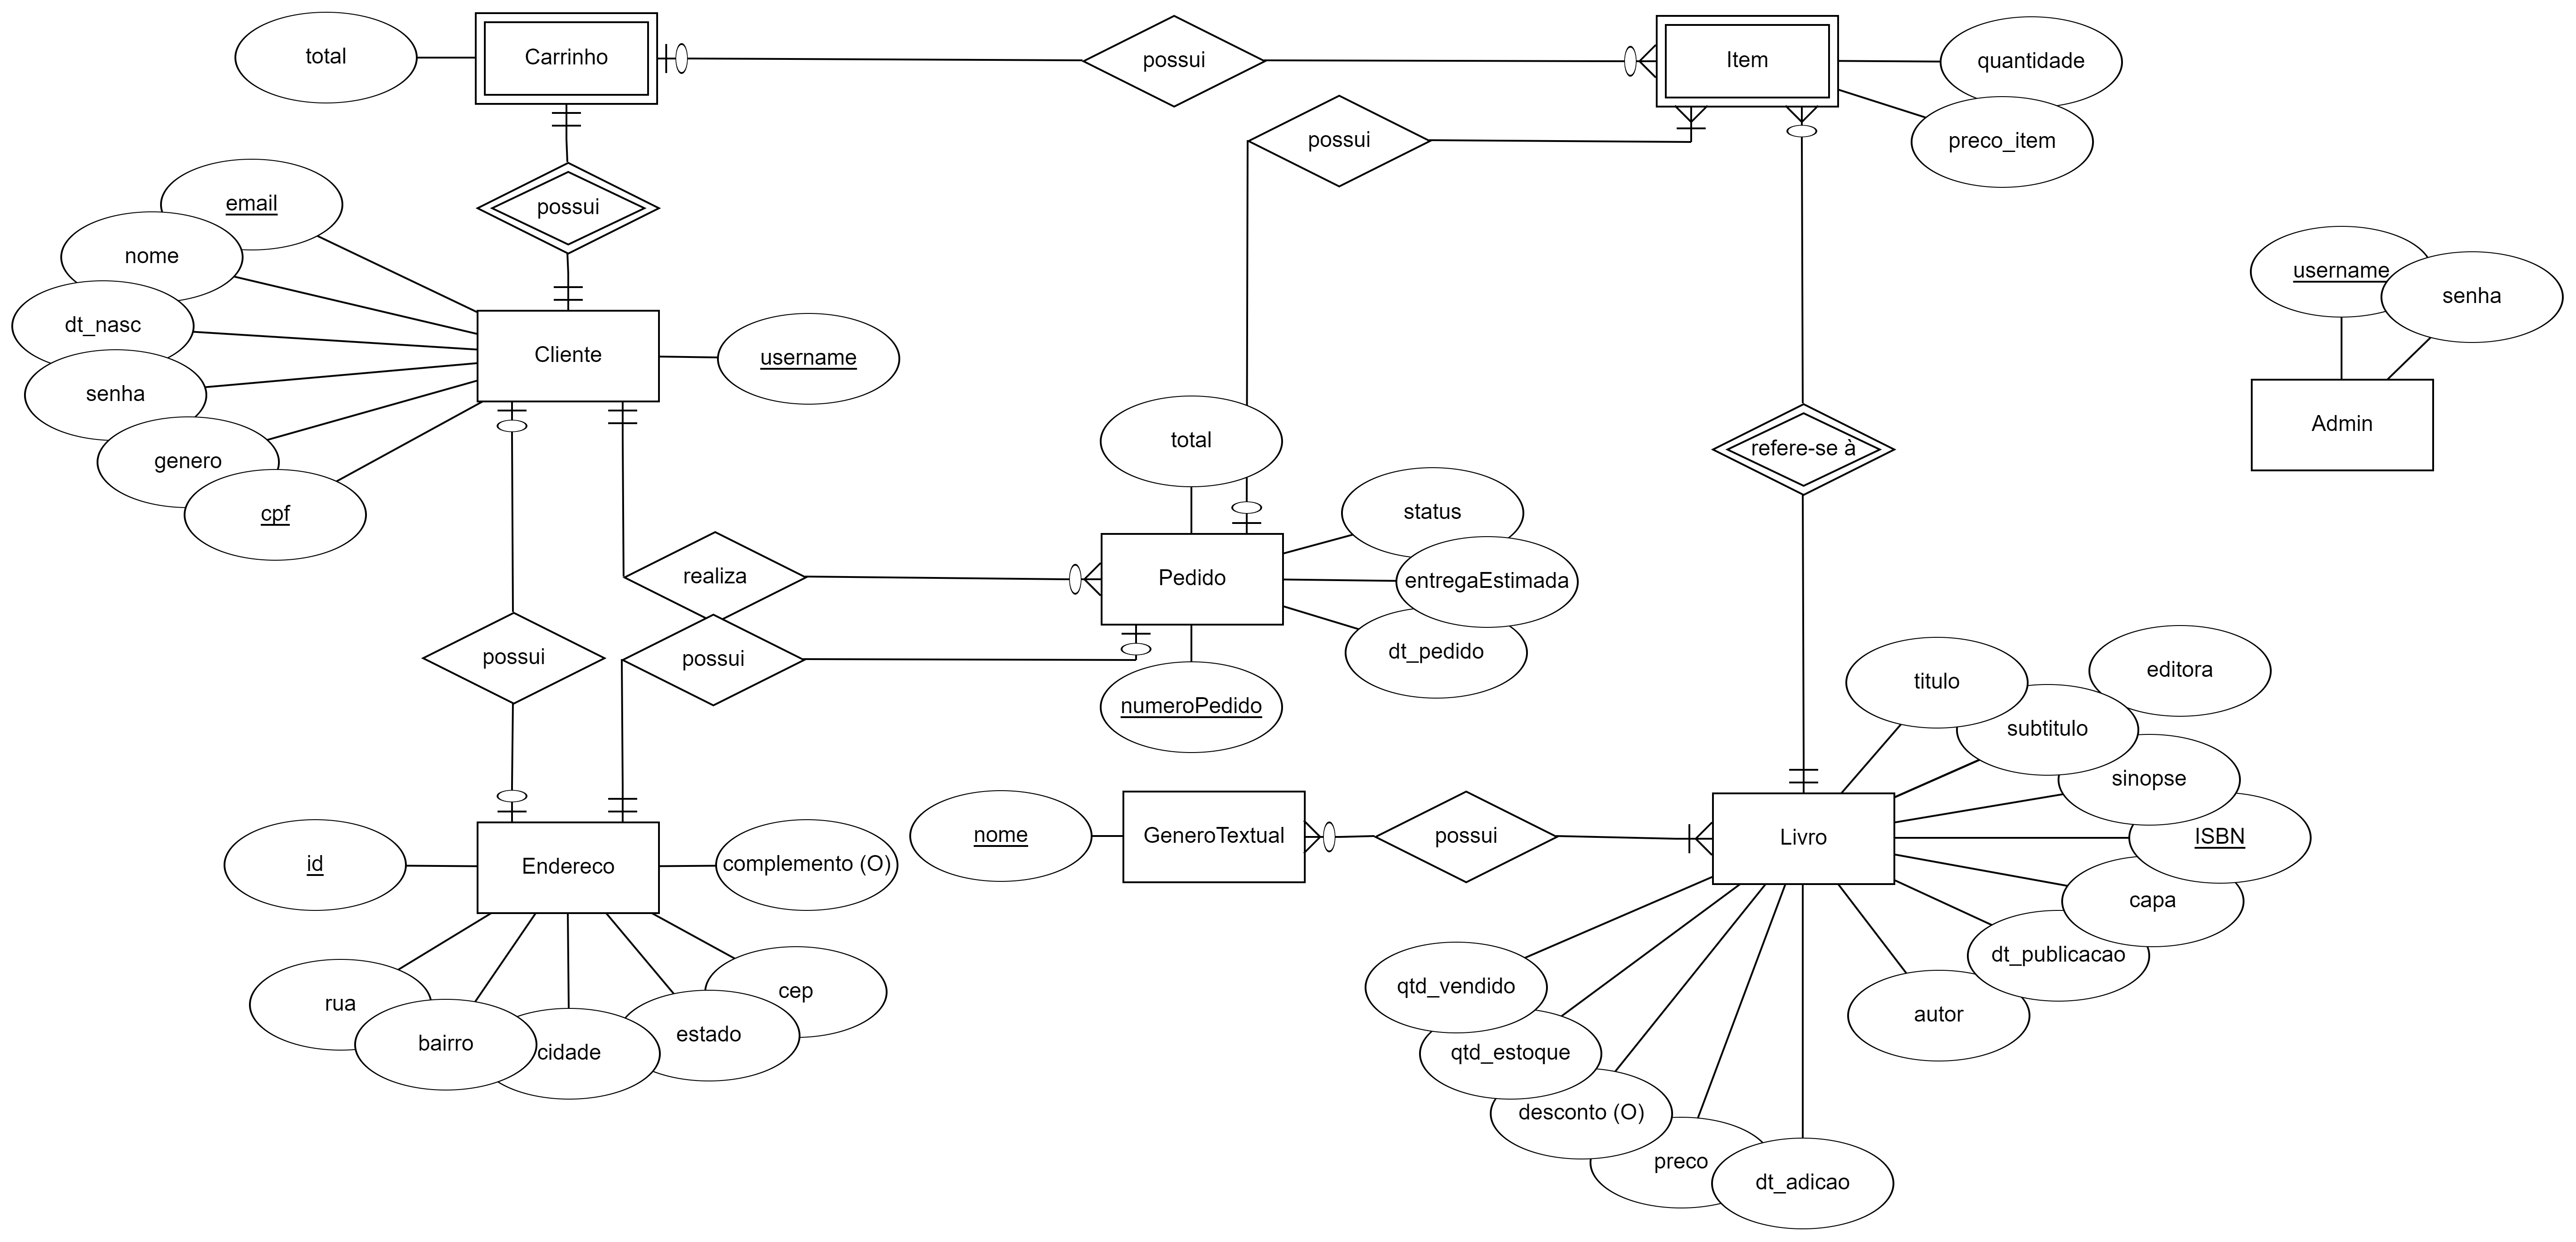 total
Carrinho
possui
Item
quantidade
possui
preco_item
email
possui
nome
username
senha
dt_nasc
Cliente
username
senha
Admin
genero
total
refere-se à
cpf
status
realiza
Pedido
entregaEstimada
possui
possui
dt_pedido
titulo
editora
numeroPedido
subtitulo
sinopse
nome
GeneroTextual
possui
Livro
ISBN
id
Endereco
complemento (O)
capa
dt_publicacao
rua
cep
qtd_vendido
autor
bairro
cidade
estado
qtd_estoque
desconto (O)
preco
dt_adicao